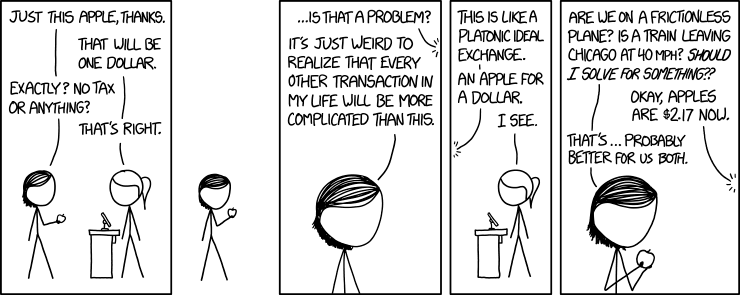 JUST THIS APPLE, THANKS.
THAT WILL BE
ONE DOLLAR.
EXACTLY? NO TAX
OR ANYTHING?
THAT'S RIGHT.
...IS THAT A PROBLEM?
IT'S JUST WEIRD TO
REALIZE THAT EVERY
OTHER TRANSACTION IN
MY LIFE WILL BE MORE
COMPLICATED THAN THIS.
THIS IS LIKE A
PLATONIC IDEAL
EXCHANGE.
AN APPLE FOR
A DOLLAR.
I SEE.
ARE WE ON A FRICTIONLESS
PLANE? IS A TRAIN LEAVING
CHICAGO AT 40 MPH? SHOULD
I SOLVE FOR SOMETHING??
OKAY, APPLES
ARE $2.17 NOW.
THAT'S... PROBABLY
BETTER FOR US BOTH.